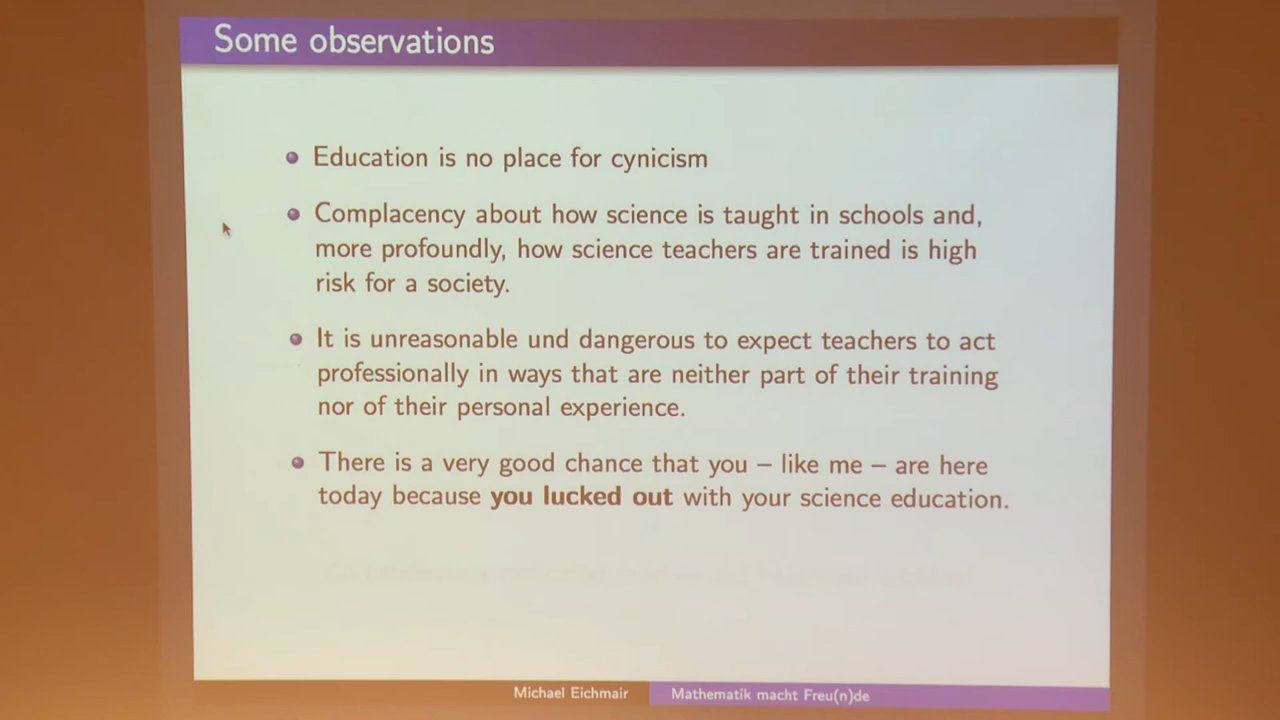 Some observations
Education is no place for cynicism
Complacency about how science is taught in schools and,
more profoundly, how science teachers are trained is high
risk for a society.
It is unreasonable und dangerous to expect teachers to act
professionally in ways that are neither part of their training
nor of their personal experience.
There is a very good chance that you – like me – are here
today because you lucked out with your science education.
Michael Eichmair
Mathematik macht Freu(n)de